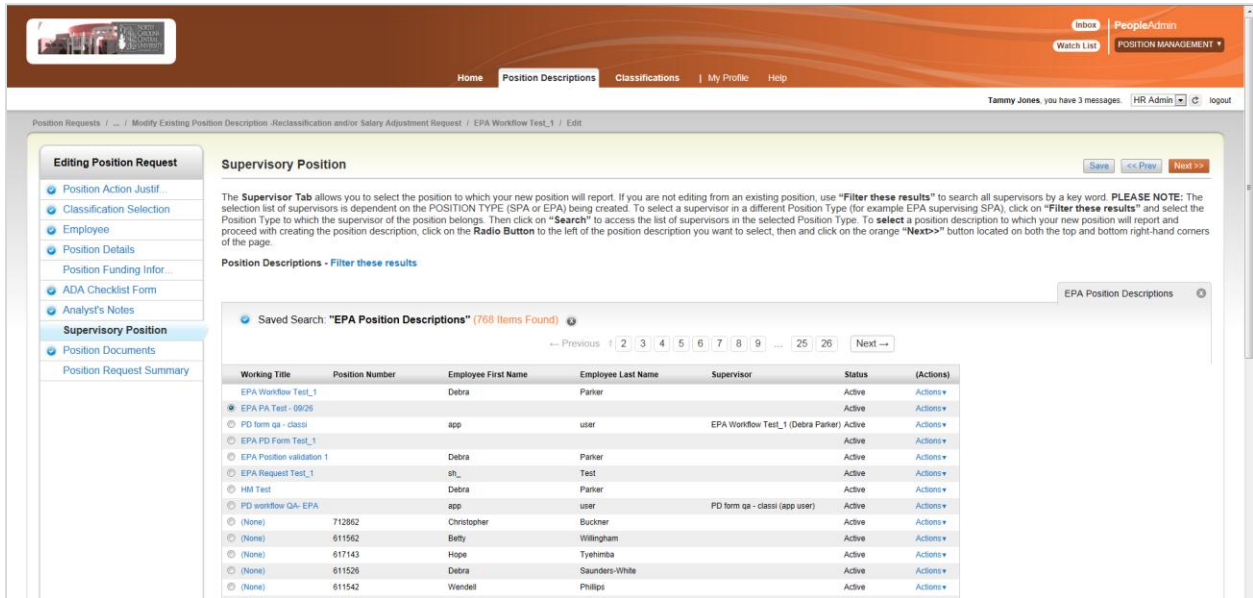 NORTH
CAROLINA
CENTRAL
UNIVERSITY
Inbox PeopleAdmin
Watch List POSITION MANAGEMENT
Home Position Descriptions Classifications | My Profile Help
Tammy Jones, you have 3 messages. HR Admin logout
Position Requests / ... / Modify Existing Position Description -Reclassification and/or Salary Adjustment Request / EPA Workflow Test_1 / Edit
Editing Position Request
Position Action Justif...
Classification Selection
Employee
Position Details
Position Funding Infor...
ADA Checklist Form
Analyst's Notes
Supervisory Position
Position Documents
Position Request Summary
Supervisory Position
Save << Prev Next >>
The Supervisor Tab allows you to select the position to which your new position will report. If you are not editing from an existing position, use “Filter these results” to search all supervisors by a key word. PLEASE NOTE: The
selection list of supervisors is dependent on the POSITION TYPE (SPA or EPA) being created. To select a supervisor in a different Position Type (for example EPA supervising SPA), click on “Filter these results” and select the
Position Type to which the supervisor of the position belongs. Then click on “Search” to access the list of supervisors in the selected Position Type. To select a position description to which your new position will report and
proceed with creating the position description, click on the Radio Button to the left of the position description you want to select, then and click on the orange “Next>>” button located on both the top and bottom right-hand corners
of the page.
Position Descriptions - Filter these results
EPA Position Descriptions
Saved Search: "EPA Position Descriptions" (768 Items Found)
← Previous 1 2 3 4 5 6 7 8 9 ... 25 26 Next →
Working Title Position Number Employee First Name Employee Last Name Supervisor Status (Actions)
EPA Workflow Test_1 Debra Parker Active Actions
EPA PA Test - 09/26 Active Actions
PD form qa - classi app user EPA Workflow Test_1 (Debra Parker) Active Actions
EPA PD Form Test_1 Active Actions
EPA Position validation 1 Debra Parker Active Actions
EPA Request Test_1 sh_ Test Active Actions
HM Test Debra Parker Active Actions
PD workflow QA- EPA app user PD form qa - classi (app user) Active Actions
(None) 712862 Christopher Buckner Active Actions
(None) 611562 Betty Willingham Active Actions
(None) 617143 Hope Tyehimba Active Actions
(None) 611526 Debra Saunders-White Active Actions
(None) 611542 Wendell Phillips Active Actions